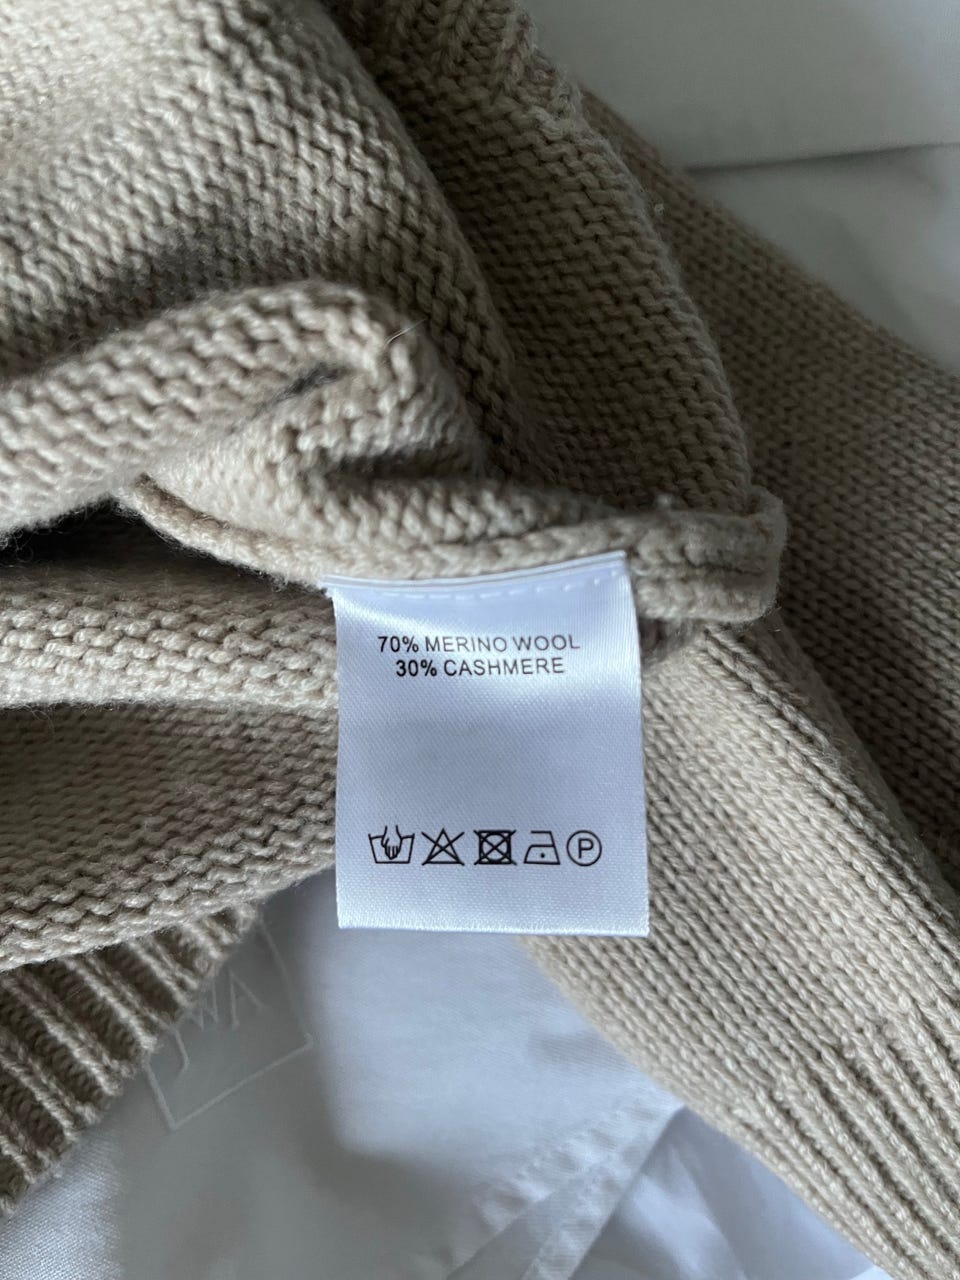 70% MERINO WOOL
30% CASHMERE
P